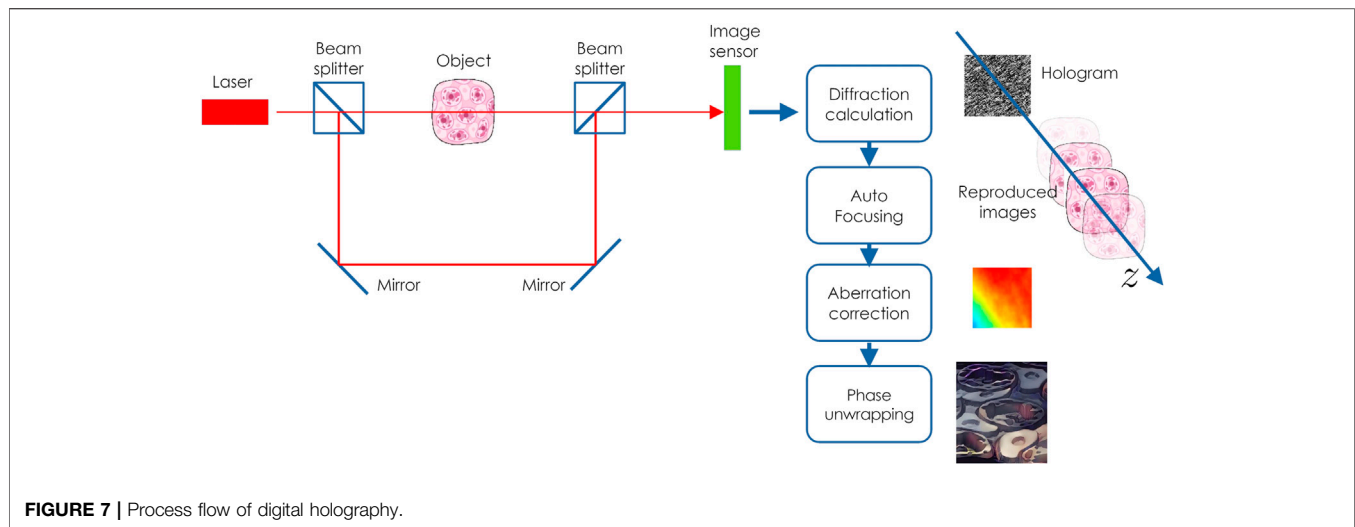 Laser
Beam
splitter
Object
Beam
splitter
Image
sensor
Mirror
Mirror
Diffraction
calculation
Auto
Focusing
Aberration
correction
Phase
unwrapping
Hologram
Reproduced
images
z
FIGURE 7 | Process flow of digital holography.